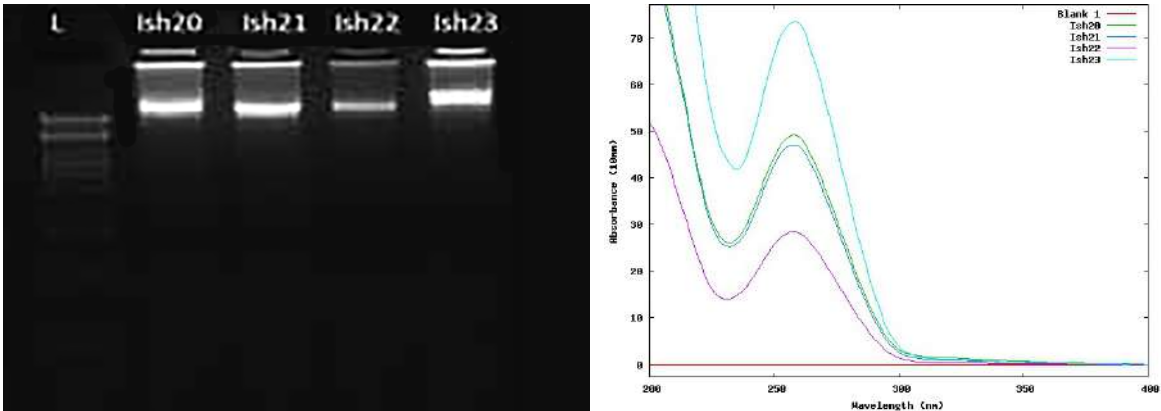 L Ish20 Ish21 Ish22 Ish23
Blank 1
Ish20
Ish21
Ish22
Ish23
70
60
50
40
30
20
10
0
Absorbance (10mm)
200 250 300 350 400
Wavelength (nm)